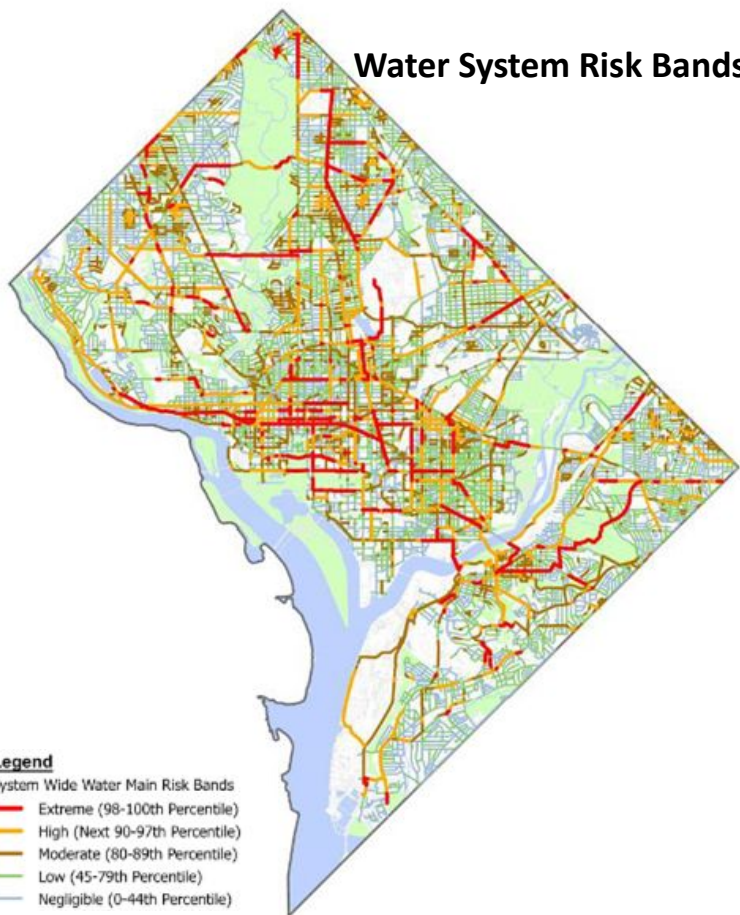 Water System Risk Bands
Legend
System Wide Water Main Risk Bands
Extreme (98-100th Percentile)
High (Next 90-97th Percentile)
Moderate (80-89th Percentile)
Low (45-79th Percentile)
Negligible (0-44th Percentile)